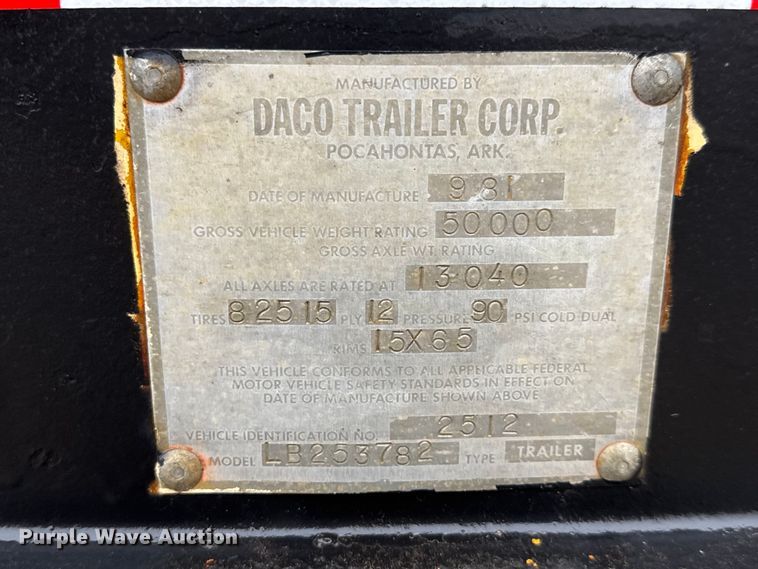 MANUFACTURED BY
DACO TRAILER CORP.
POCAHONTAS, ARK.
DATE OF MANUFACTURE 9 81
GROSS VEHICLE WEIGHT RATING 50000
GROSS AXLE WT. RATING
ALL AXLES ARE RATED AT 13 040
TIRES 8 25 15 PLY 12 PRESSURE 90 PSI COLD DUAL
RIMS 15X6 5
THIS VEHICLE CONFORMS TO ALL APPLICABLE FEDERAL
MOTOR VEHICLE SAFETY STANDARDS IN EFFECT ON
DATE OF MANUFACTURE SHOWN ABOVE
VEHICLE IDENTIFICATION NO. 2512
MODEL LB253782 TYPE TRAILER
Purple Wave Auction